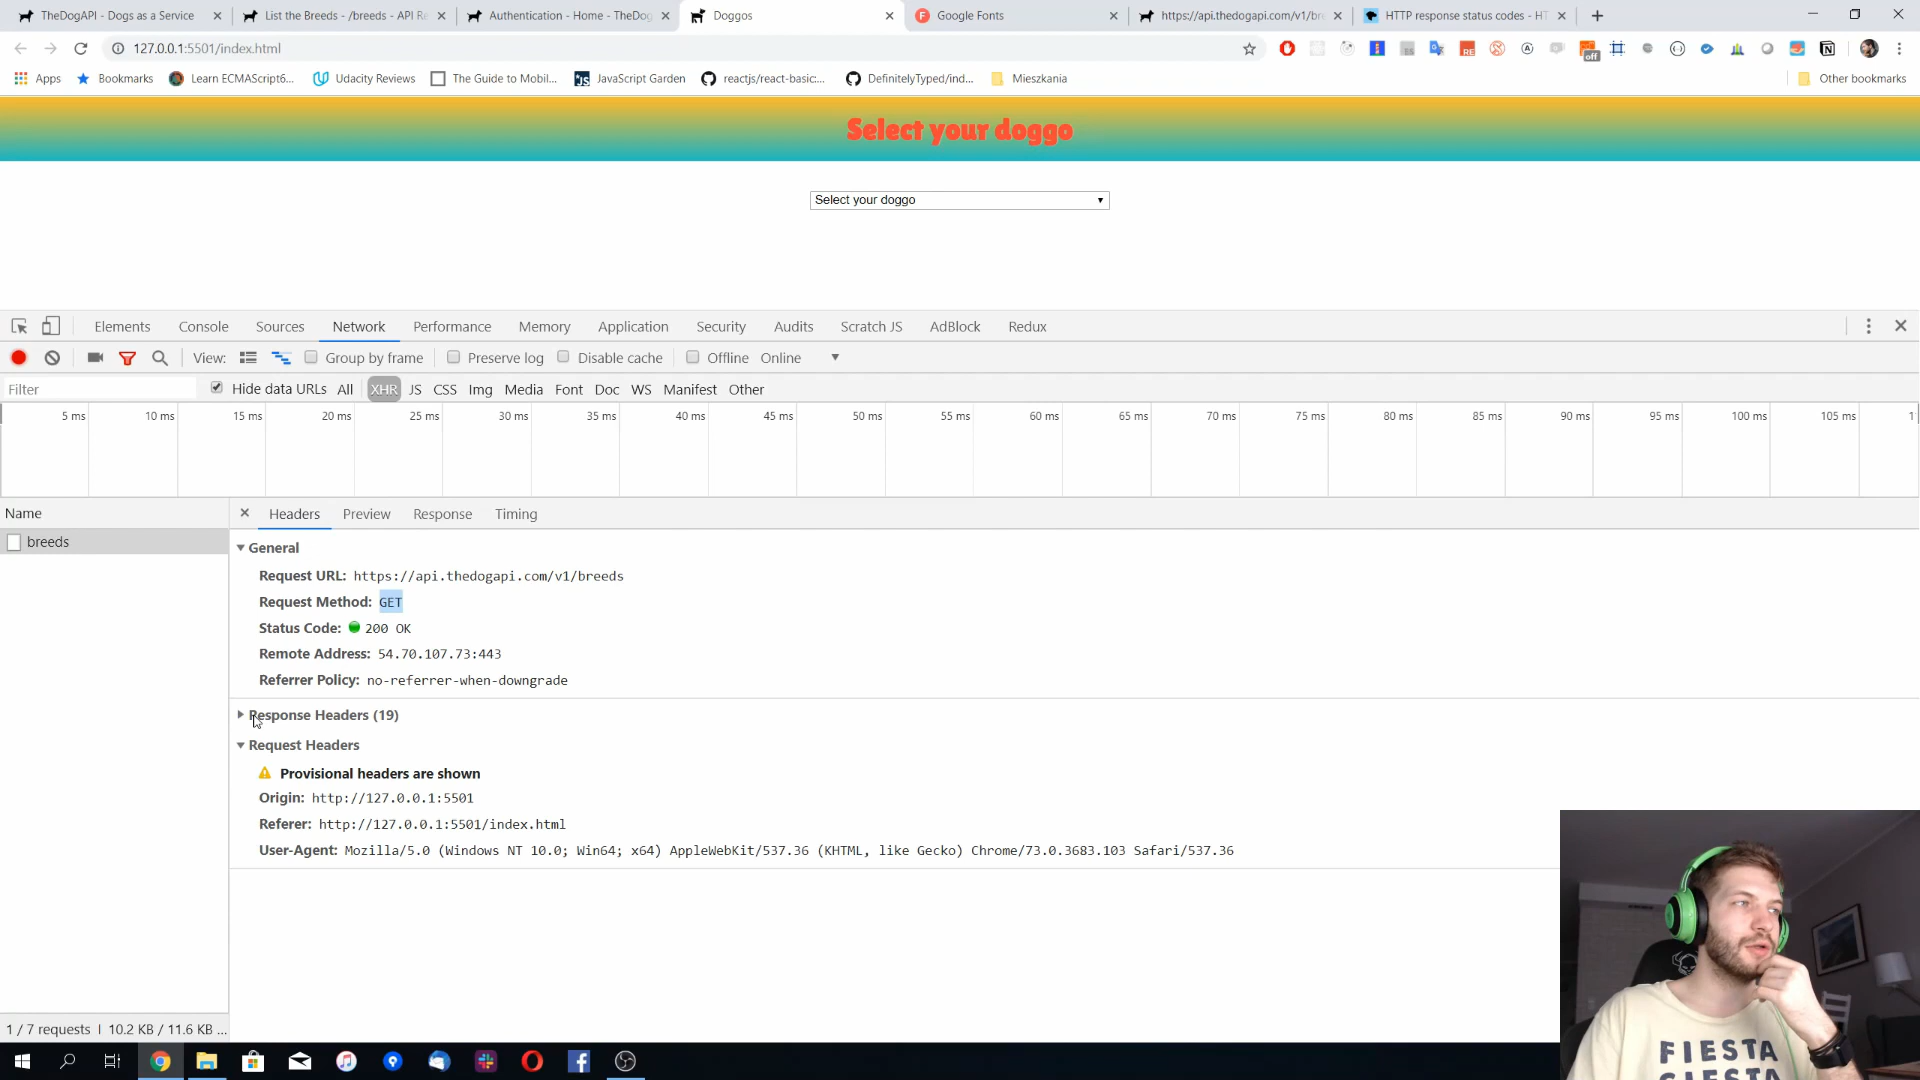 TheDogAPI - Dogs as a Service
List the Breeds - /breeds - API Re
Authentication - Home - TheDog
Doggos
Google Fonts
https://api.thedogapi.com/v1/bre
HTTP response status codes - HT
127.0.0.1:5501/index.html
Apps
Bookmarks
Learn ECMAScript6...
Udacity Reviews
The Guide to Mobil...
JavaScript Garden
reactjs/react-basic:...
DefinitelyTyped/ind...
Mieszkania
Other bookmarks
Select your doggo
Select your doggo
Elements Console Sources Network Performance Memory Application Security Audits Scratch JS AdBlock Redux
View: Group by frame Preserve log Disable cache Offline Online
Filter Hide data URLs All XHR JS CSS Img Media Font Doc WS Manifest Other
5 ms 10 ms 15 ms 20 ms 25 ms 30 ms 35 ms 40 ms 45 ms 50 ms 55 ms 60 ms 65 ms 70 ms 75 ms 80 ms 85 ms 90 ms 95 ms 100 ms 105 ms
Name
Headers Preview Response Timing
breeds
General
Request URL: https://api.thedogapi.com/v1/breeds
Request Method: GET
Status Code: 200 OK
Remote Address: 54.70.107.73:443
Referrer Policy: no-referrer-when-downgrade
Response Headers (19)
Request Headers
Provisional headers are shown
Origin: http://127.0.0.1:5501
Referer: http://127.0.0.1:5501/index.html
User-Agent: Mozilla/5.0 (Windows NT 10.0; Win64; x64) AppleWebKit/537.36 (KHTML, like Gecko) Chrome/73.0.3683.103 Safari/537.36
1 / 7 requests | 10.2 KB / 11.6 KB ...
FIESTA
SIESTA